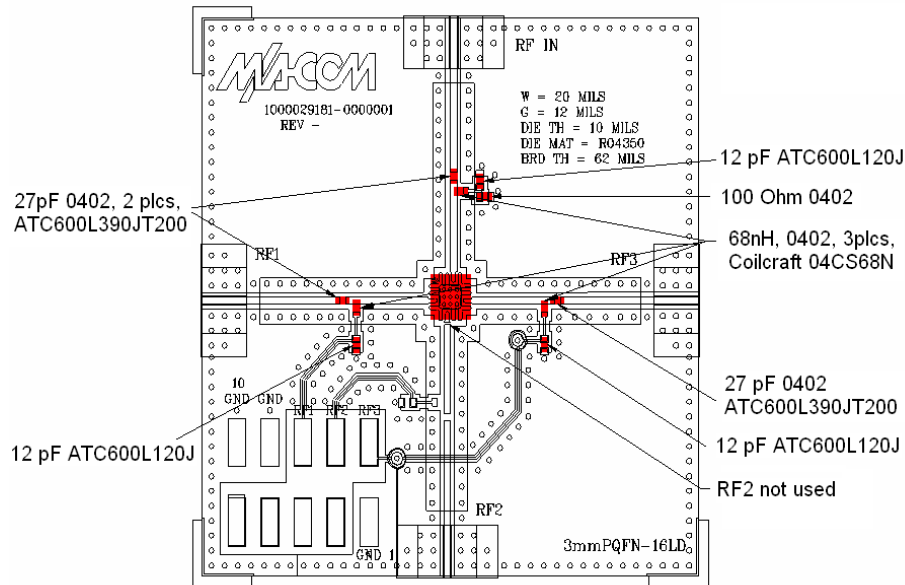 M/A-COM
1000029181-0000001
REV -
RF IN
W = 20 MILS
G = 12 MILS
DIE TH = 10 MILS
DIE MAT = RO4350
BRD TH = 62 MILS
12 pF ATC600L120J
100 Ohm 0402
27pF 0402, 2 plcs,
ATC600L390JT200
68nH, 0402, 3plcs,
Coilcraft 04CS68N
RF1
RF3
10
GND GND RF1 RF2 RF3
27 pF 0402
ATC600L390JT200
12 pF ATC600L120J
12 pF ATC600L120J
RF2 not used
RF2
GND 1
3mmPQFN-16LD